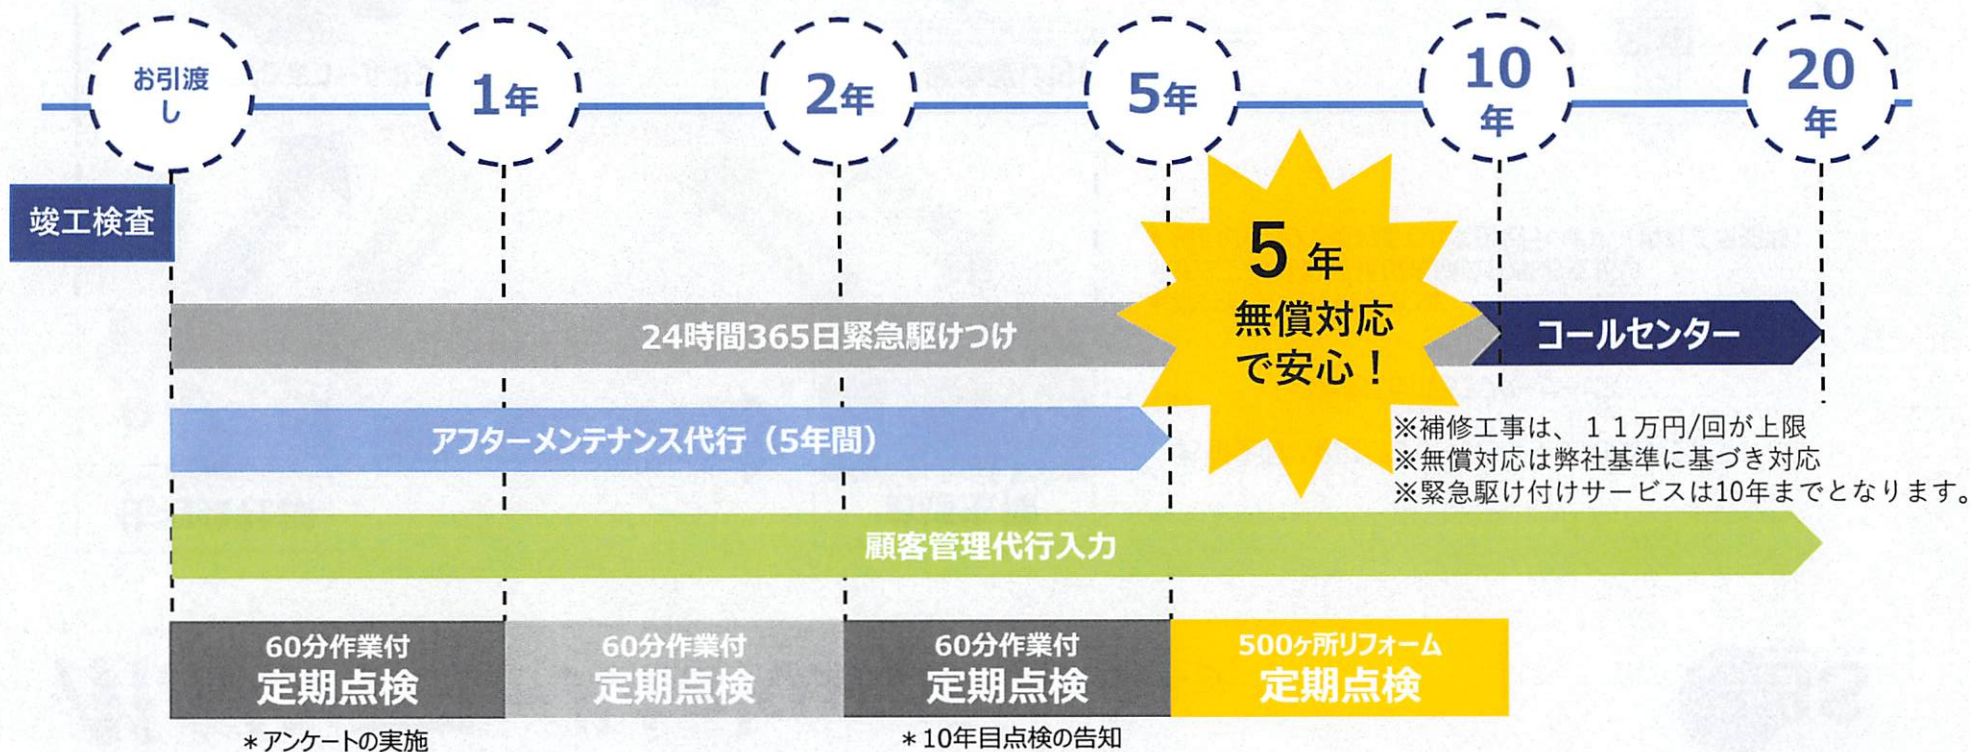 お引渡
し
1年
2年
5年
10
年
20
年
竣工検査
5年
無償対応
で安心！
24時間365日緊急駆けつけ
コールセンター
アフターメンテナンス代行（5年間）
※補修工事は、１１万円/回が上限
※無償対応は弊社基準に基づき対応
※緊急駆け付けサービスは10年までとなります。
顧客管理代行入力
60分作業付
定期点検
60分作業付
定期点検
60分作業付
定期点検
500ヶ所リフォーム
定期点検
*アンケートの実施
*10年目点検の告知